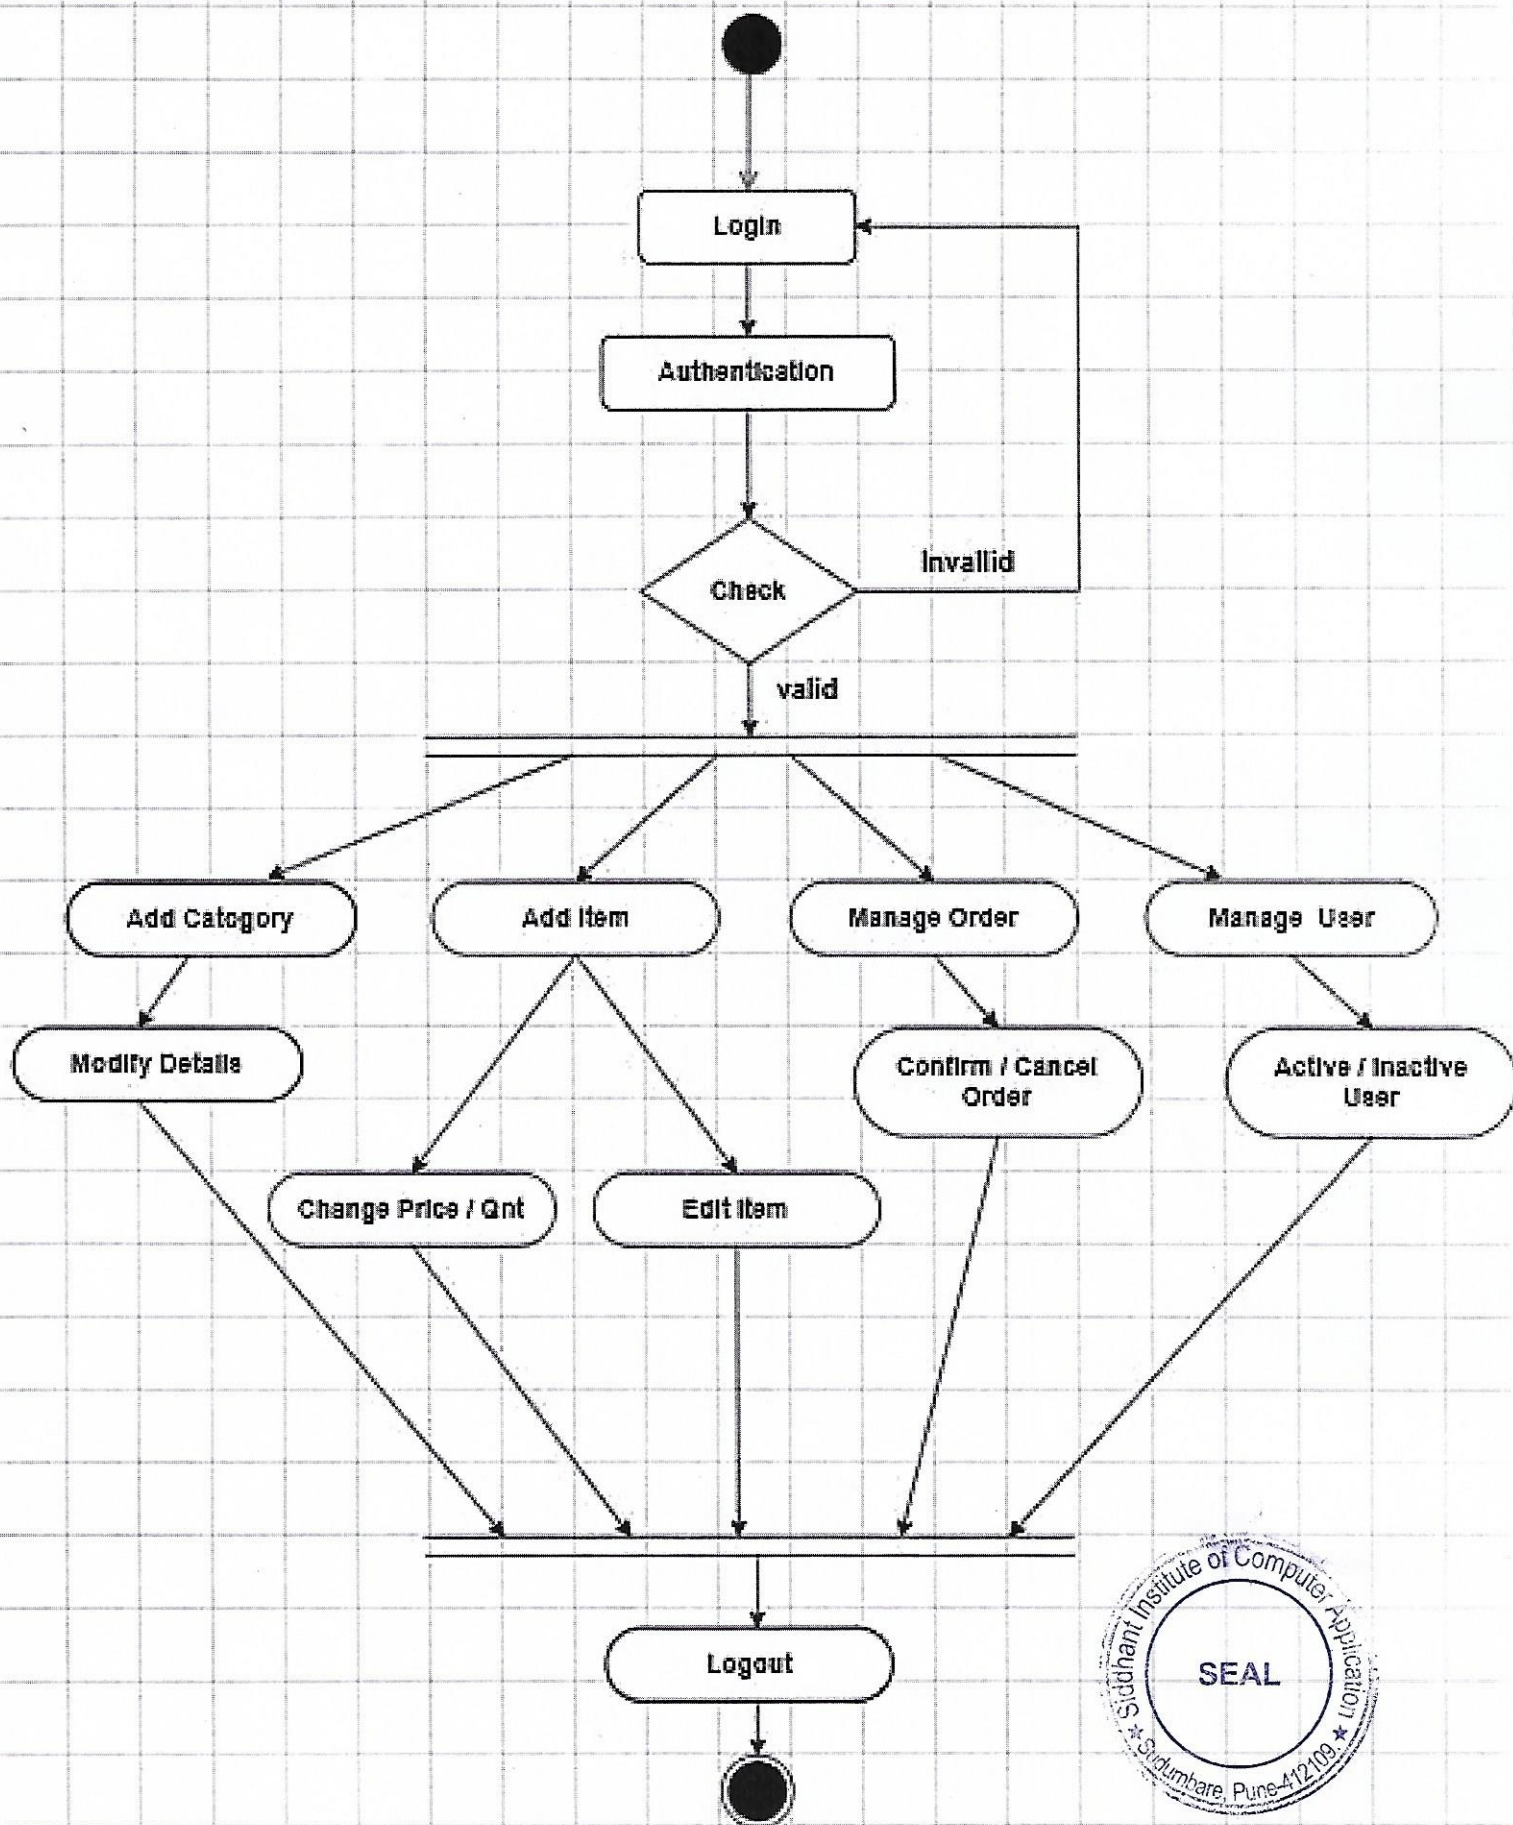 Login
Authentication
Check
Invallid
valid
Add Category
Add Item
Manage Order
Manage User
Modify Details
Confirm / Cancel
Order
Active / Inactive
User
Change Price / Qnt
Edit Item
Logout
Siddhant Institute of Computer Application
SEAL
★ Sudumbare, Pune-412109. ★